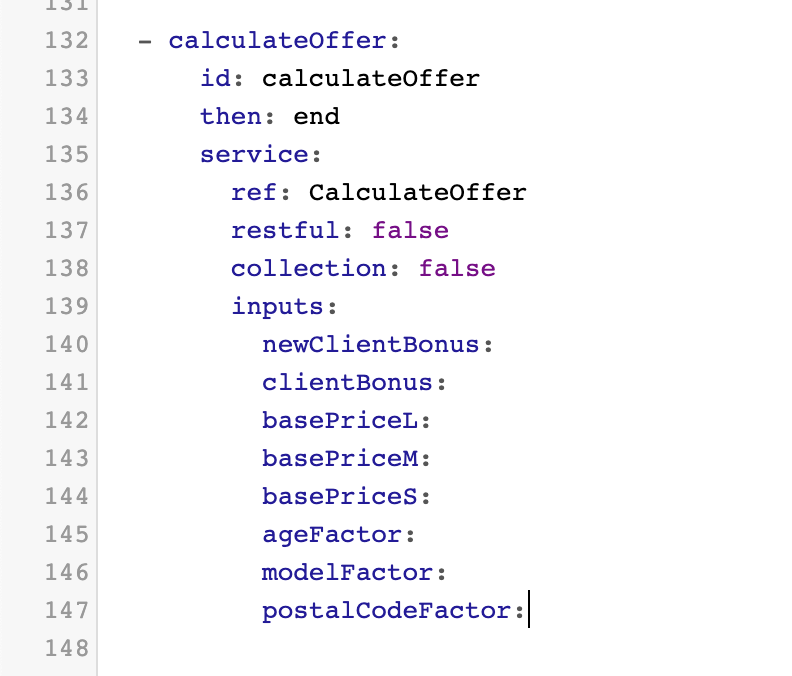 131
132 - calculateOffer:
133 id: calculateOffer
134 then: end
135 service:
136 ref: CalculateOffer
137 restful: false
138 collection: false
139 inputs:
140 newClientBonus:
141 clientBonus:
142 basePriceL:
143 basePriceM:
144 basePriceS:
145 ageFactor:
146 modelFactor:
147 postalCodeFactor:
148